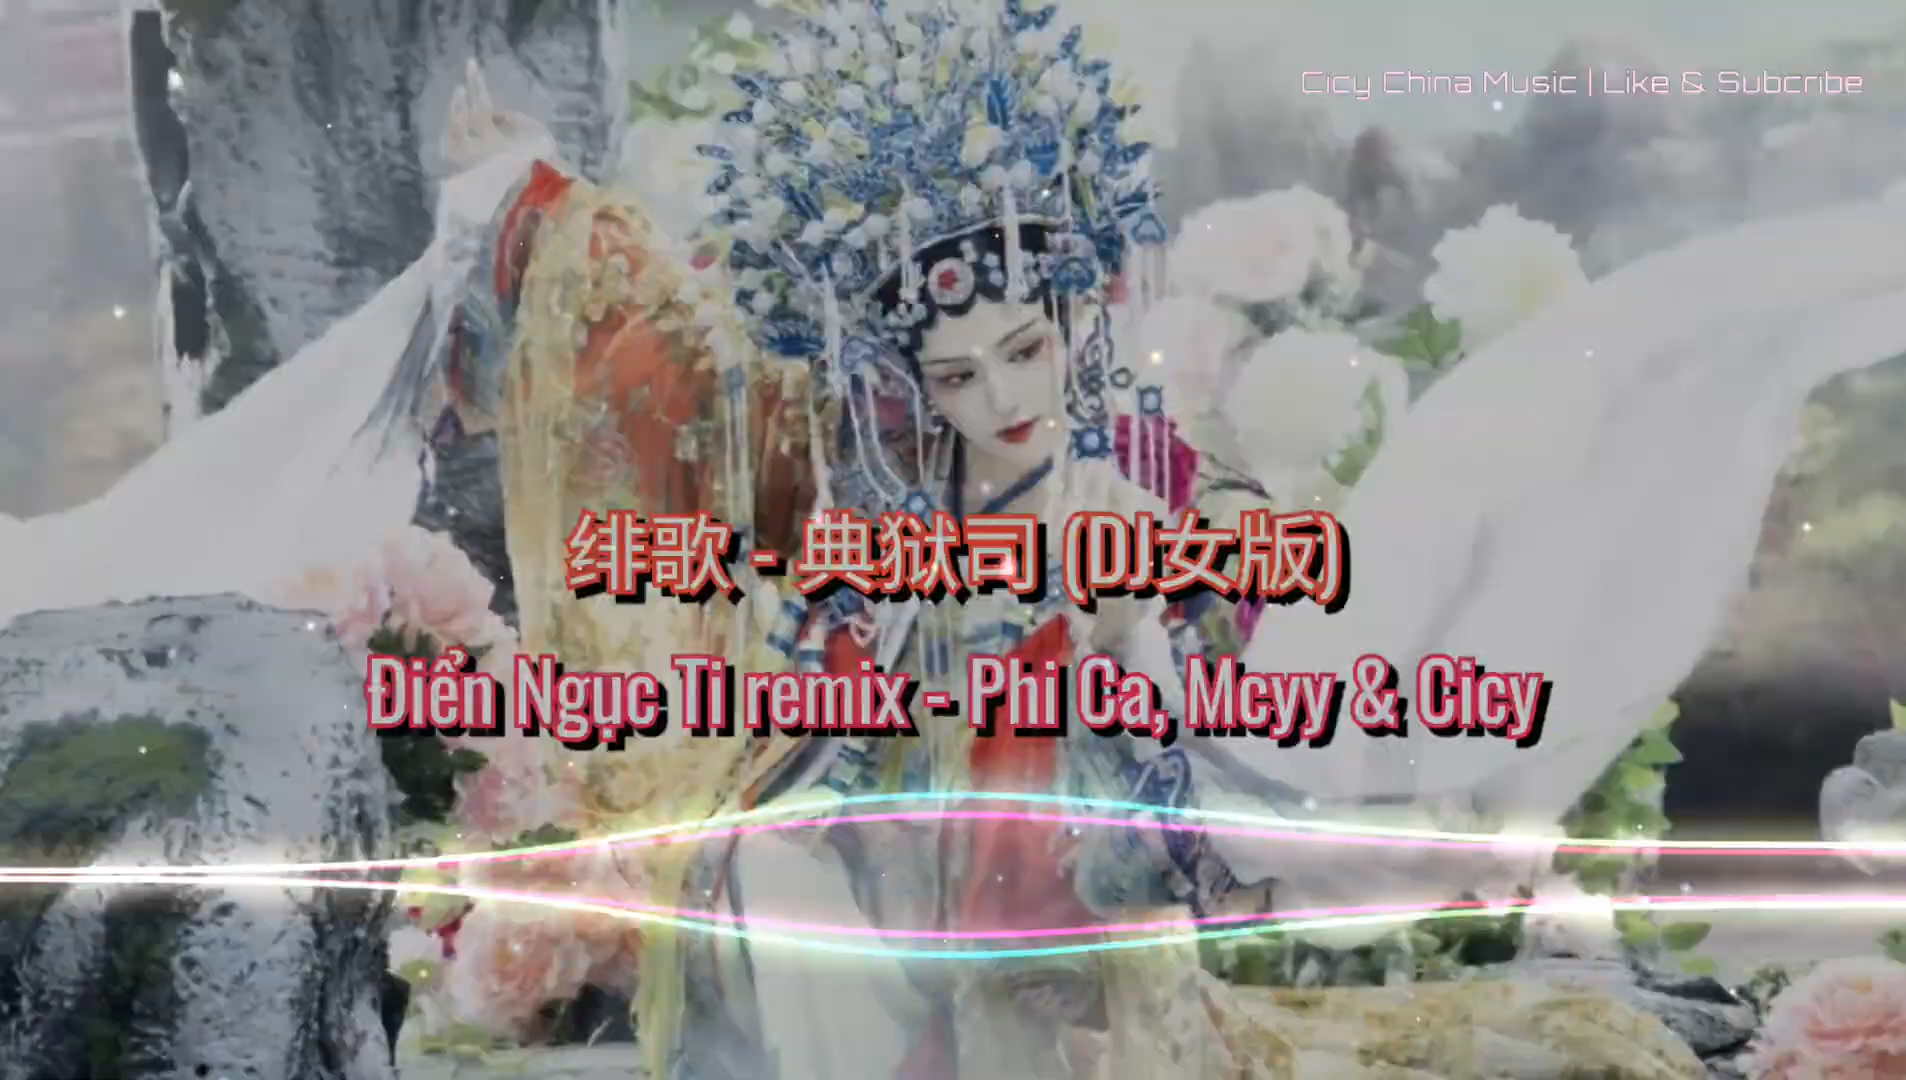 Cicy China Music | Like & Subcribe
绯歌 - 典狱司 (DJ女版)
Điển Ngục Ti remix - Phi Ca, Mcyy & Cicy